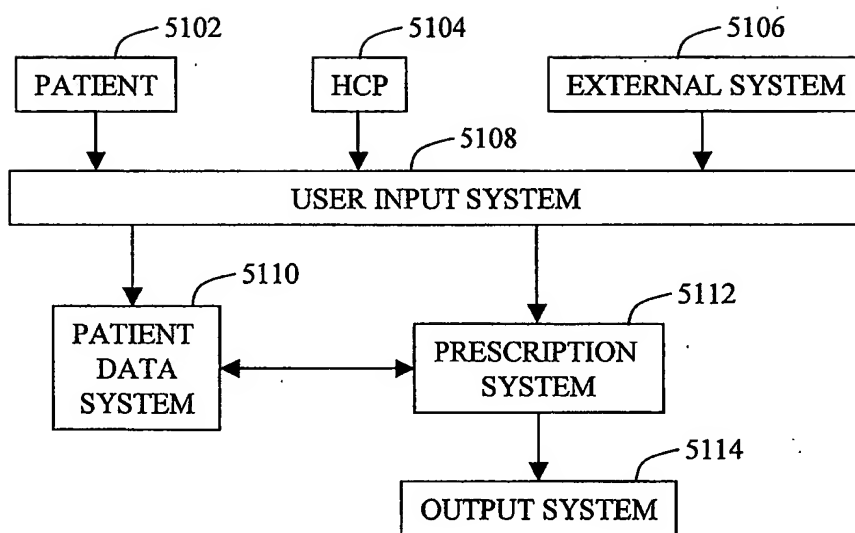 5102
5104
5106
PATIENT
HCP
EXTERNAL SYSTEM
5108
USER INPUT SYSTEM
5110
5112
PATIENT
DATA
SYSTEM
PRESCRIPTION
SYSTEM
5114
OUTPUT SYSTEM